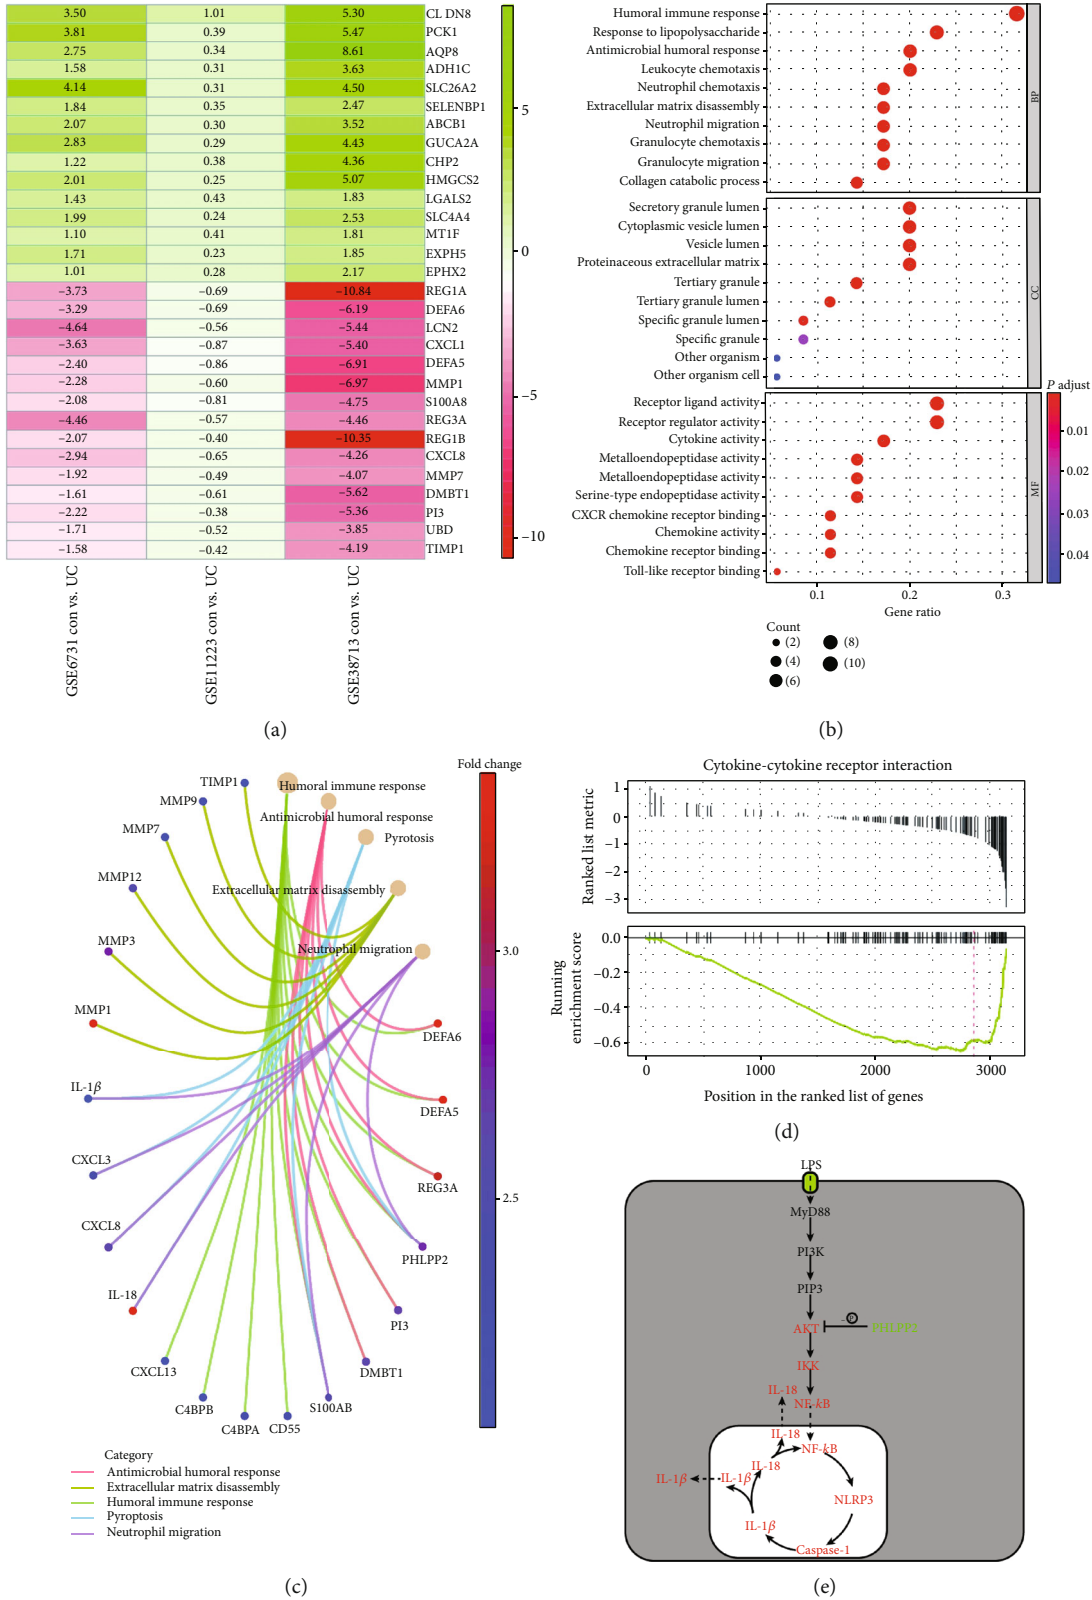 3.50 1.01 5.30 CL DN8
3.81 0.39 5.47 PCK1
2.75 0.34 8.61 AQP8
1.58 0.31 3.63 ADH1C
4.14 0.31 4.50 SLC26A2
1.84 0.35 2.47 SELENBP1
2.07 0.30 3.52 ABCB1
2.83 0.29 4.43 GUCA2A
1.22 0.38 4.36 CHP2
2.01 0.25 5.07 HMGCS2
1.43 0.43 1.83 LGALS2
1.99 0.24 2.53 SLC4A4
1.10 0.41 1.81 MT1F
1.71 0.23 1.85 EXPH5
1.01 0.28 2.17 EPHX2
−3.73 −0.69 −10.84 REG1A
−3.29 −0.69 −6.19 DEFA6
−4.64 −0.56 −5.44 LCN2
−3.63 −0.87 −5.40 CXCL1
−2.40 −0.86 −6.91 DEFA5
−2.28 −0.60 −6.97 MMP1
−2.08 −0.81 −4.75 S100A8
−4.46 −0.57 −4.46 REG3A
−2.07 −0.40 −10.35 REG1B
−2.94 −0.65 −4.26 CXCL8
−1.92 −0.49 −4.07 MMP7
−1.61 −0.61 −5.62 DMBT1
−2.22 −0.38 −5.36 PI3
−1.71 −0.52 −3.85 UBD
−1.58 −0.42 −4.19 TIMP1
5
0
−5
−10
GSE6731 con vs. UC
GSE11223 con vs. UC
GSE38713 con vs. UC
(a)
Humoral immune response
Response to lipopolysaccharide
Antimicrobial humoral response
Leukocyte chemotaxis
Neutrophil chemotaxis
Extracellular matrix disassembly
Neutrophil migration
Granulocyte chemotaxis
Granulocyte migration
Collagen catabolic process
BP
Secretory granule lumen
Cytoplasmic vesicle lumen
Vesicle lumen
Proteinaceous extracellular matrix
Tertiary granule
Tertiary granule lumen
Specific granule lumen
Specific granule
Other organism
Other organism cell
CC
Receptor ligand activity
Receptor regulator activity
Cytokine activity
Metalloendopeptidase activity
Metalloendopeptidase activity
Serine-type endopeptidase activity
CXCR chemokine receptor binding
Chemokine activity
Chemokine receptor binding
Toll-like receptor binding
MF
0.1 0.2 0.3
Gene ratio
P adjust
0.01
0.02
0.03
0.04
Count
(2) (8)
(4) (10)
(6)
(b)
TIMP1
MMP9
MMP7
MMP12
MMP3
MMP1
IL-1β
CXCL3
CXCL8
IL-18
CXCL13
C4BPB
C4BPA
CD55
S100AB
DMBT1
PI3
PHLPP2
REG3A
DEFA5
DEFA6
Humoral immune response
Antimicrobial humoral response
Pyrotosis
Extracellular matrix disassembly
Neutrophil migration
Fold change
3.0
2.5
Category
Antimicrobial humoral response
Extracellular matrix disassembly
Humoral immune response
Pyroptosis
Neutrophil migration
(c)
Cytokine-cytokine receptor interaction
Ranked list metric
1
0
−1
−2
−3
Running
enrichment score
0.0
−0.2
−0.4
−0.6
0 1000 2000 3000
Position in the ranked list of genes
(d)
LPS
MyD88
PI3K
PIP3
AKT
P
IKK
IL-18
NF-kB
IL-18
NF-kB
IL-18
IL-1β
IL-1β
IL-1β
NLRP3
Caspase-1
(e)